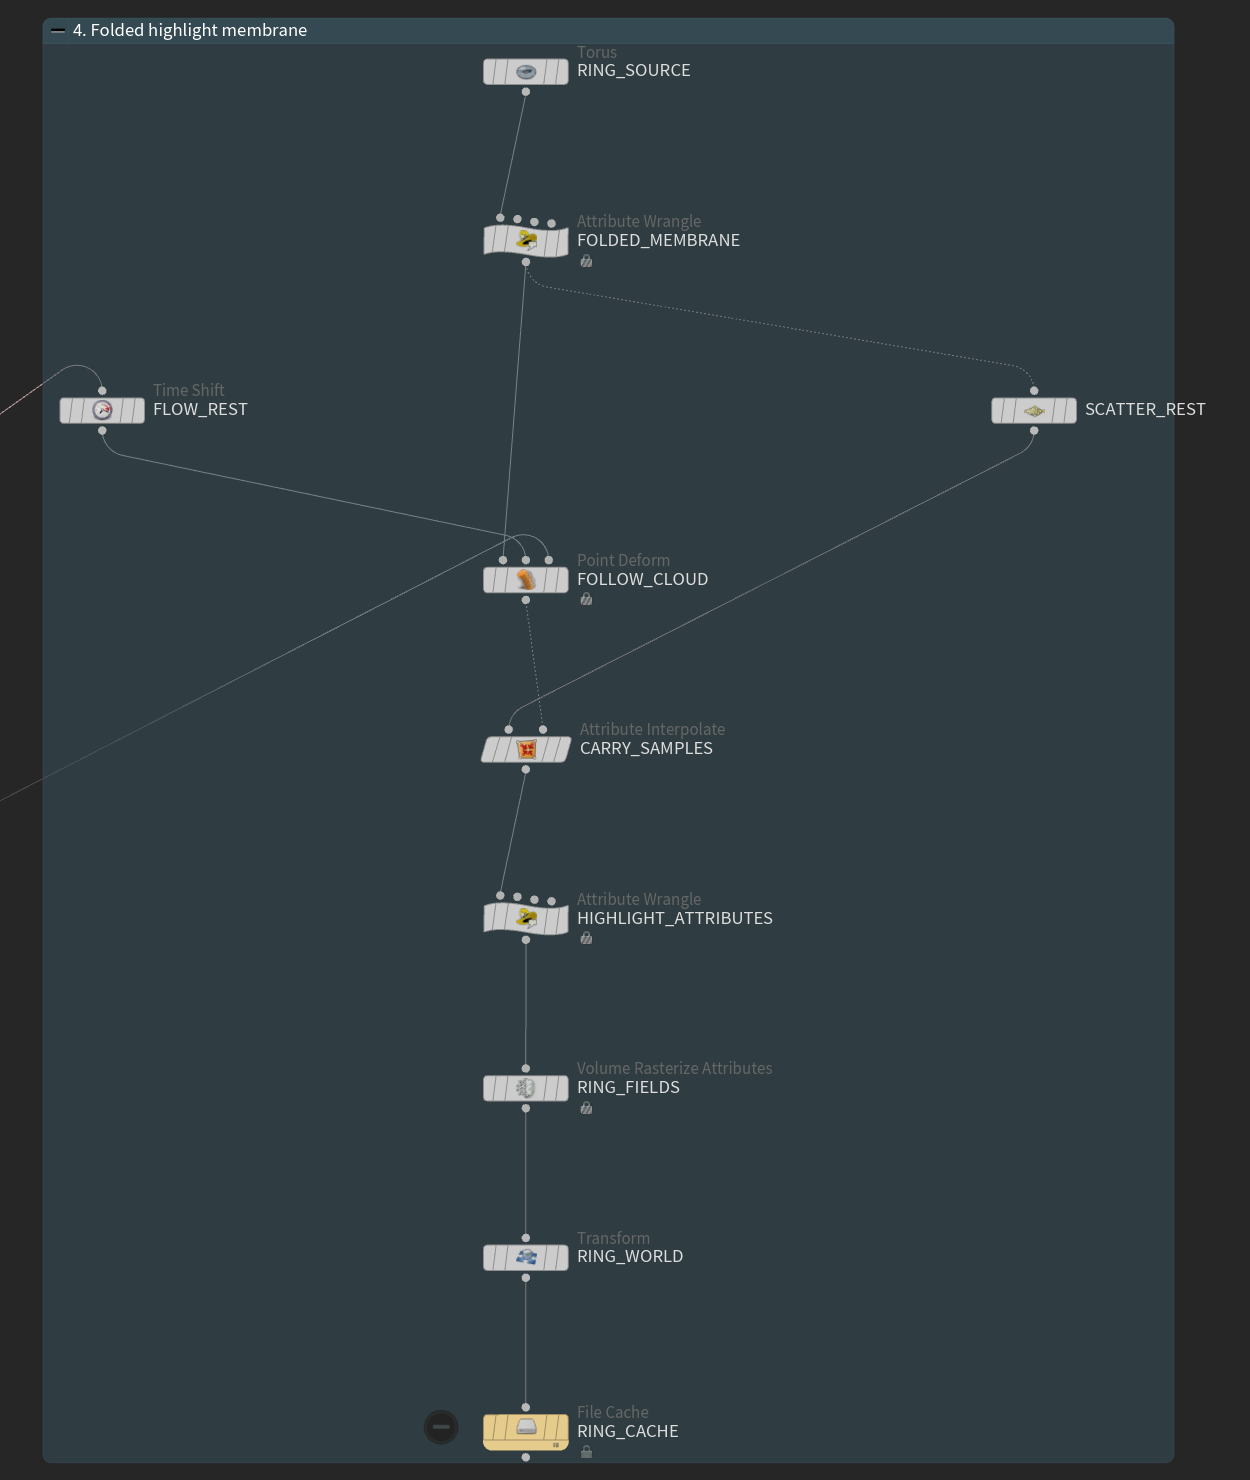 4. Folded highlight membrane
Torus
RING_SOURCE
Attribute Wrangle
FOLDED_MEMBRANE
Time Shift
FLOW_REST
SCATTER_REST
Point Deform
FOLLOW_CLOUD
Attribute Interpolate
CARRY_SAMPLES
Attribute Wrangle
HIGHLIGHT_ATTRIBUTES
Volume Rasterize Attributes
RING_FIELDS
Transform
RING_WORLD
File Cache
RING_CACHE